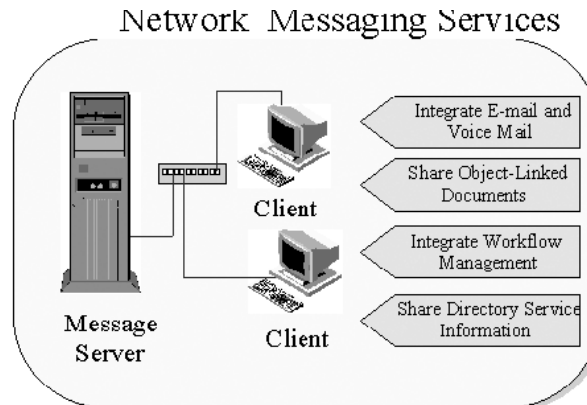 Network Messaging Services
Integrate E-mail and
Voice Mail
Share Object-Linked
Documents
Client
Integrate Workflow
Management
Share Directory Service
Information
Message
Server
Client